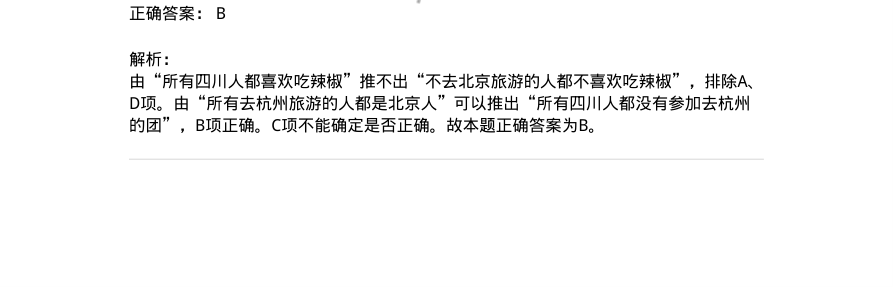 正确答案： B
解析：
由“所有四川人都喜欢吃辣椒”推不出“不去北京旅游的人都不喜欢吃辣椒”，排除A、
D项。由“所有去杭州旅游的人都是北京人”可以推出“所有四川人都没有参加去杭州
的团”，B项正确。C项不能确定是否正确。故本题正确答案为B。